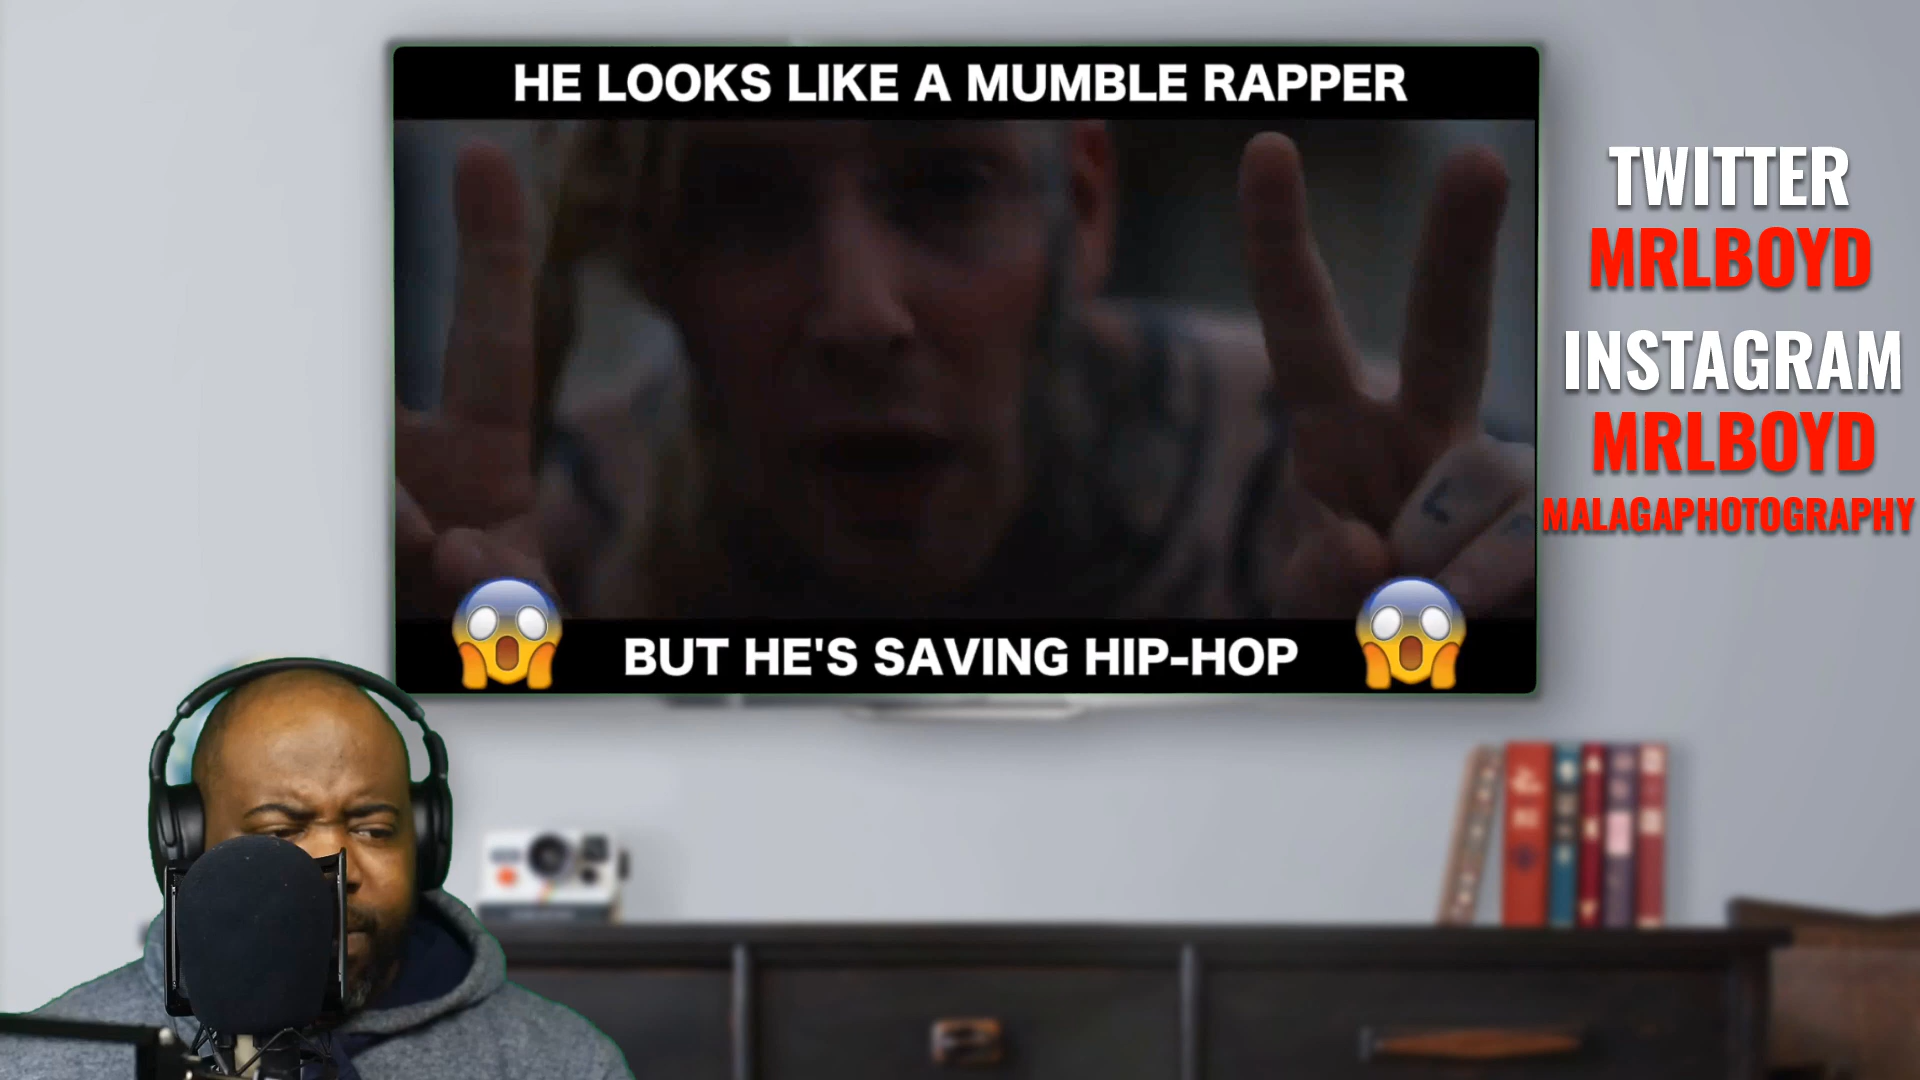 HE LOOKS LIKE A MUMBLE RAPPER
BUT HE'S SAVING HIP-HOP
TWITTER
MRLBOYD
INSTAGRAM
MRLBOYD
MALAGAPHOTOGRAPHY